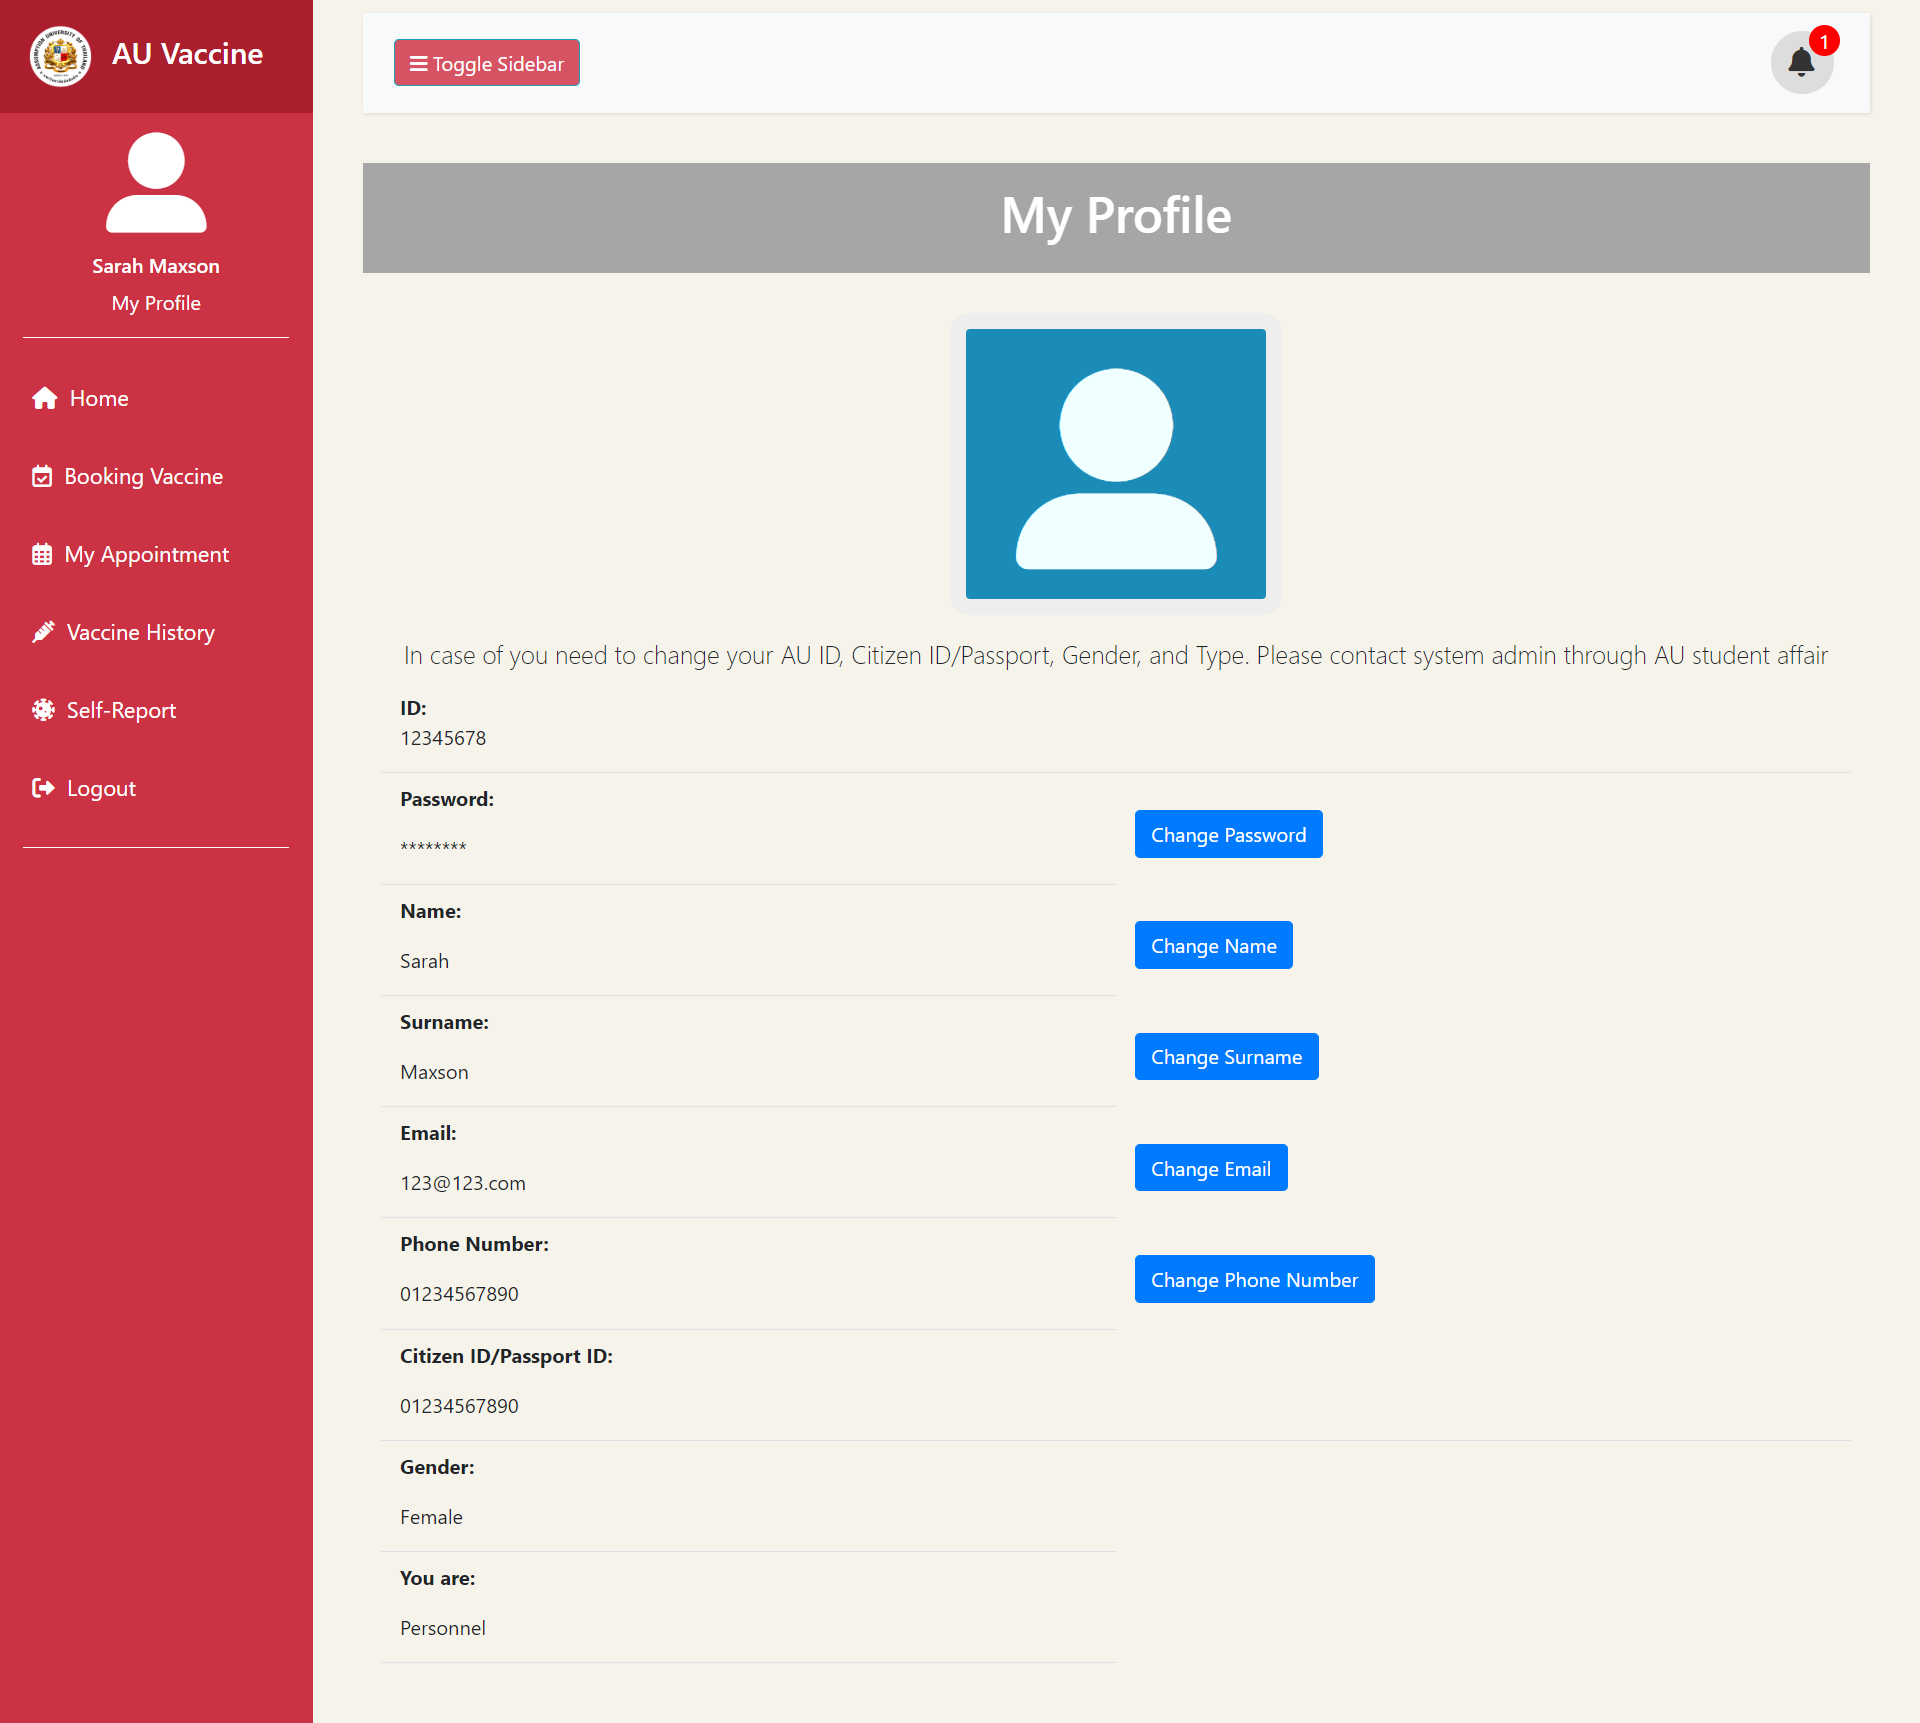 AU Vaccine
Sarah Maxson
My Profile
Home
Booking Vaccine
My Appointment
Vaccine History
Self-Report
Logout
Toggle Sidebar
1
My Profile
In case of you need to change your AU ID, Citizen ID/Passport, Gender, and Type. Please contact system admin through AU student affair
ID:
12345678
Password:
********
Change Password
Name:
Sarah
Change Name
Surname:
Maxson
Change Surname
Email:
123@123.com
Change Email
Phone Number:
01234567890
Change Phone Number
Citizen ID/Passport ID:
01234567890
Gender:
Female
You are:
Personnel